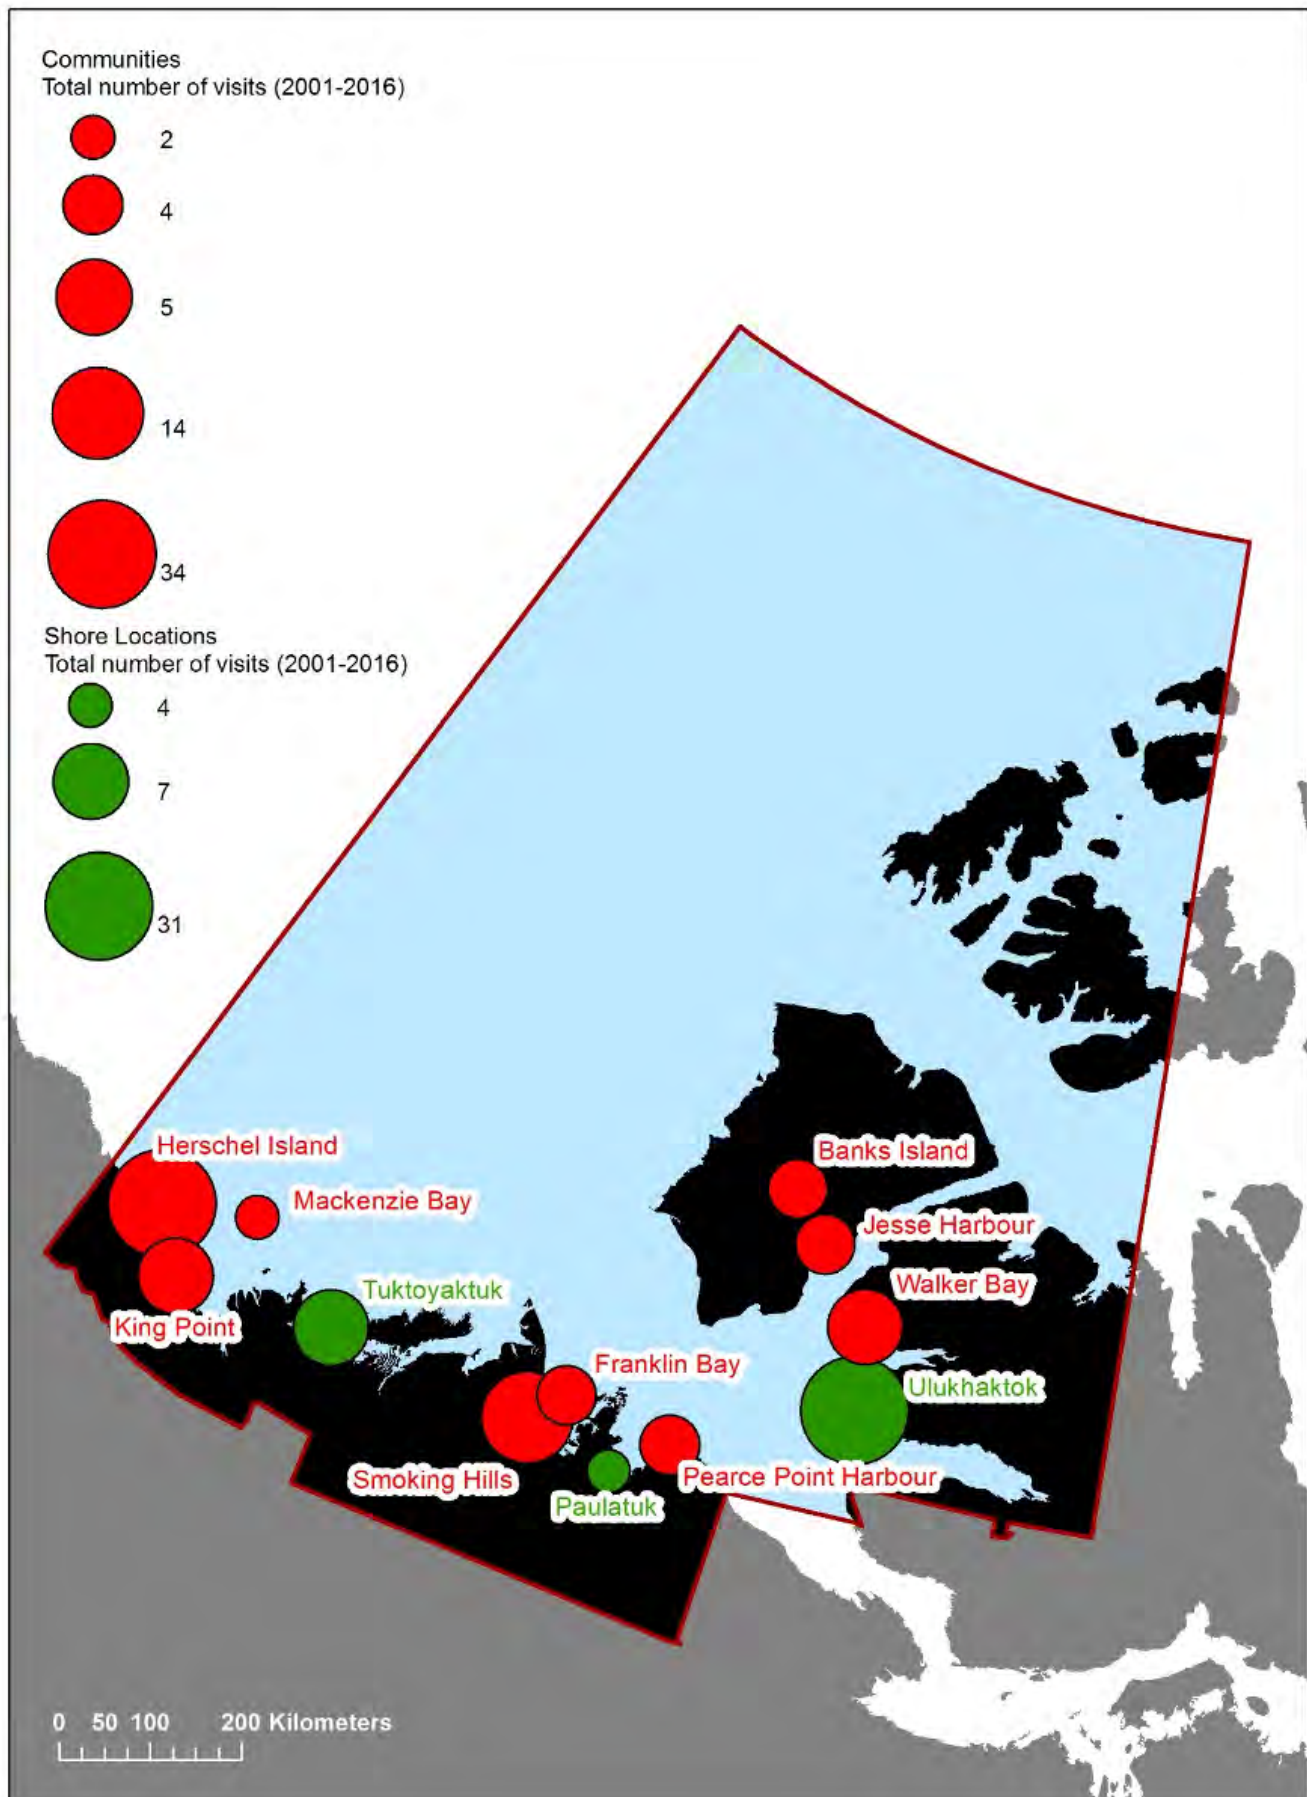 Communities
Total number of visits (2001-2016)
2
4
5
14
34
Shore Locations
Total number of visits (2001-2016)
4
7
31
Herschel Island
Mackenzie Bay
Banks Island
Jesse Harbour
Tuktoyaktuk
Walker Bay
King Point
Franklin Bay
Ulukhaktok
Smoking Hills
Pearce Point Harbour
Paulatuk
0 50 100 200 Kilometers